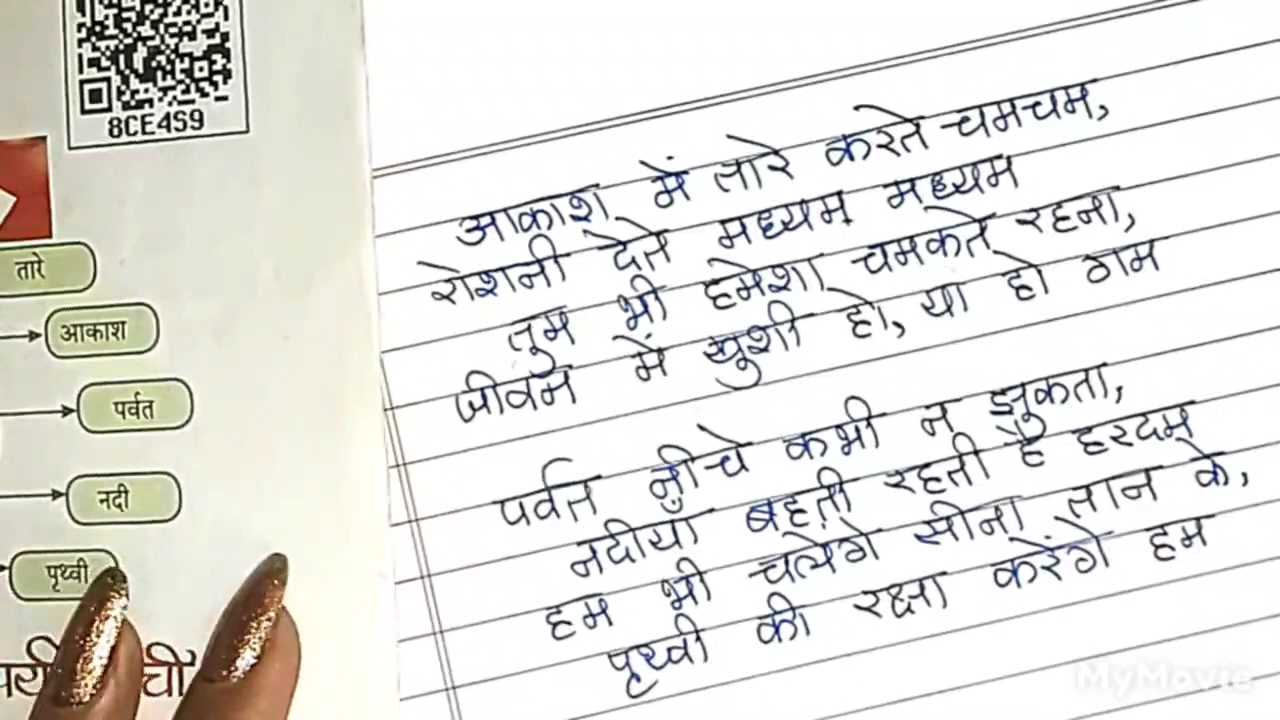 8CE4S9
तारे
आकाश
पर्वत
नदी
पृथ्वी
आकाश में तारे करते चमचम,
रोशनी देते मध्यम मध्यम
तुम भी हमेशा चमकते रहना,
जीवन में खुशी हो, या हो गम
पर्वत नीचे कभी न झुकता,
नदीया बहती रहती है हरदम
हम भी चलेगे सीना तान के,
पृथ्वी की रक्षा करेंगे हम
MyMovie